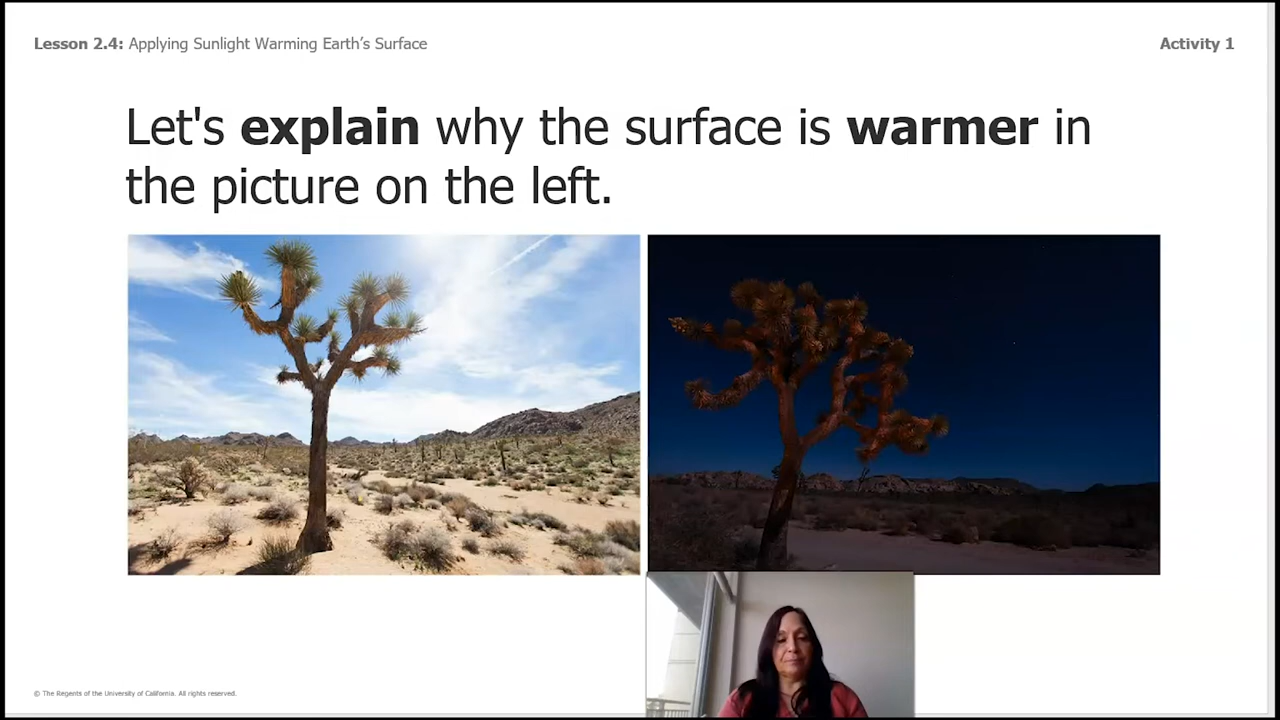 Lesson 2.4: Applying Sunlight Warming Earth's Surface
Activity 1
Let's explain why the surface is warmer in
the picture on the left.
© The Regents of the University of California. All rights reserved.